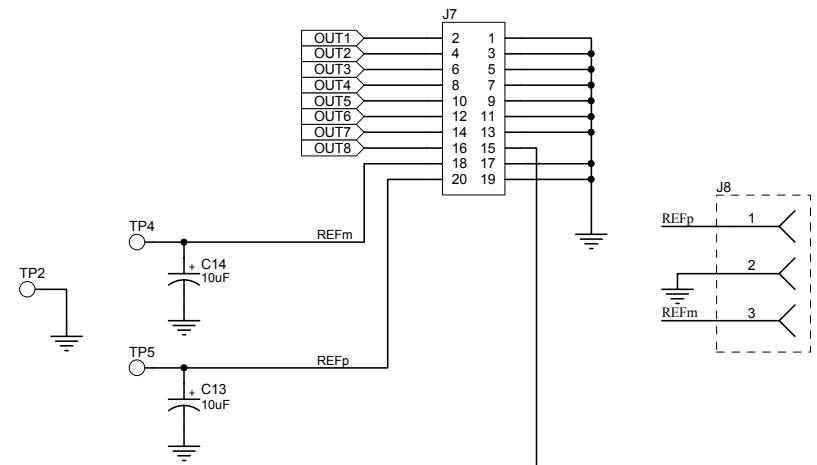 J7
OUT1 2 1
OUT2 4 3
OUT3 6 5
OUT4 8 7
OUT5 10 9
OUT6 12 11
OUT7 14 13
OUT8 16 15
18 17
20 19
J8
REFp 1
2
REFm 3
TP4
REFm
+ C14
10uF
TP2
TP5
REFp
+ C13
10uF